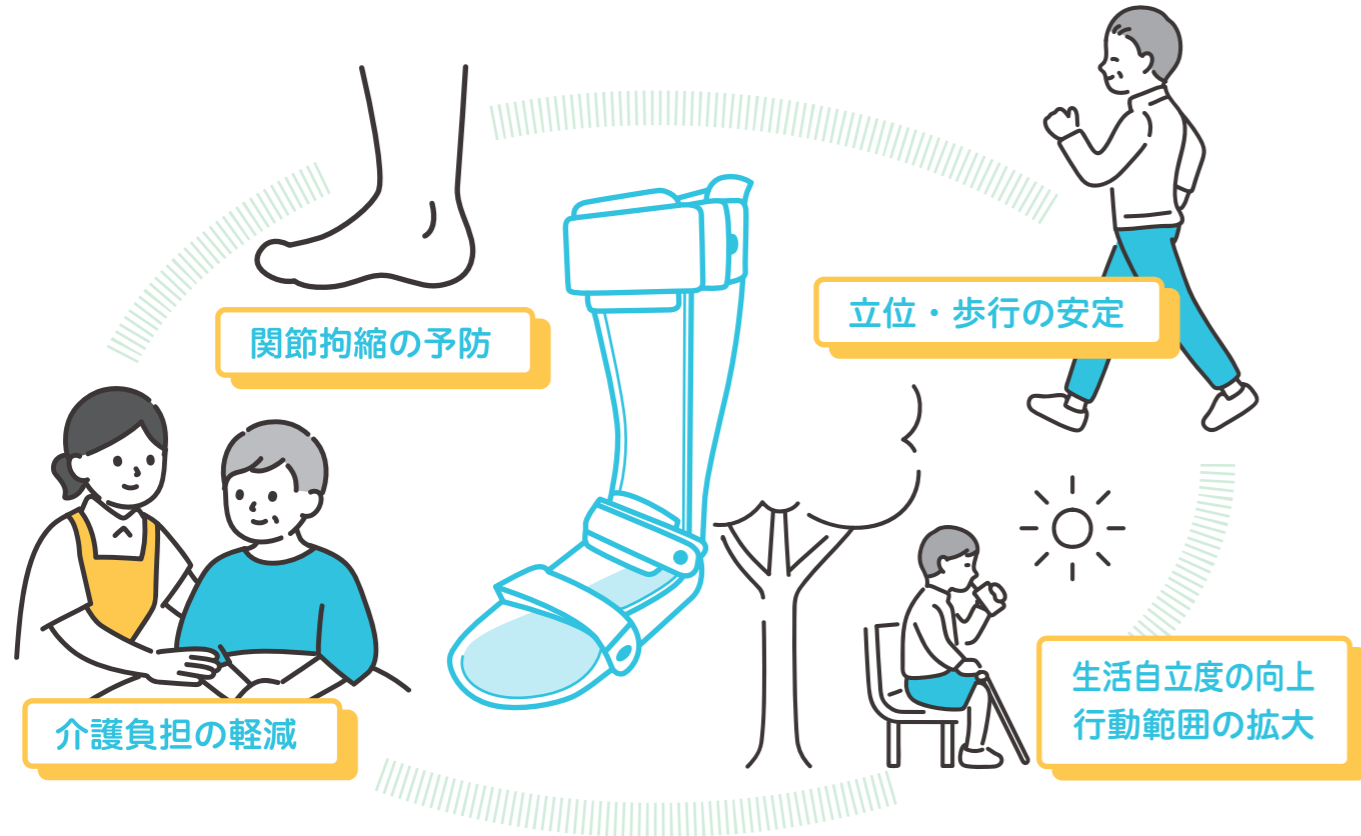 関節拘縮の予防
立位・歩行の安定
介護負担の軽減
生活自立度の向上
行動範囲の拡大